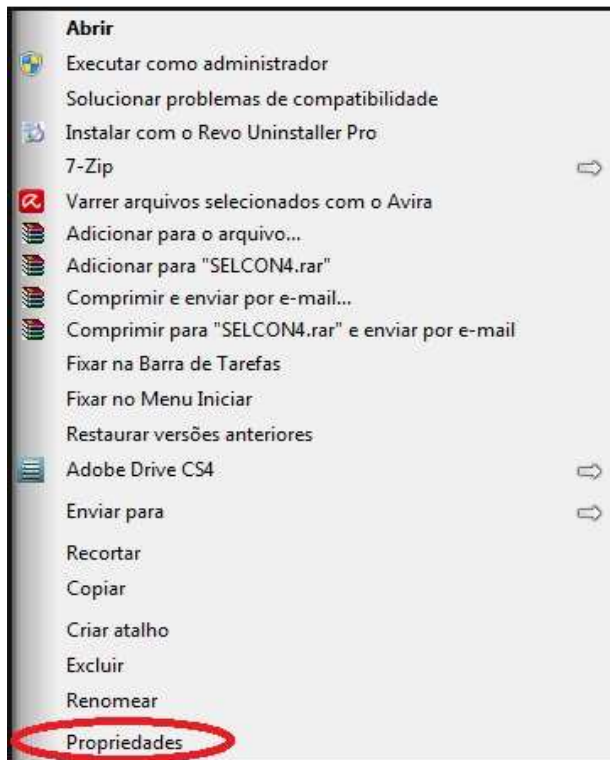 Abrir
Executar como administrador
Solucionar problemas de compatibilidade
Instalar com o Revo Uninstaller Pro
7-Zip
Varrer arquivos selecionados com o Avira
Adicionar para o arquivo...
Adicionar para "SELCON4.rar"
Comprimir e enviar por e-mail...
Comprimir para "SELCON4.rar" e enviar por e-mail
Fixar na Barra de Tarefas
Fixar no Menu Iniciar
Restaurar versões anteriores
Adobe Drive CS4
Enviar para
Recortar
Copiar
Criar atalho
Excluir
Renomear
Propriedades